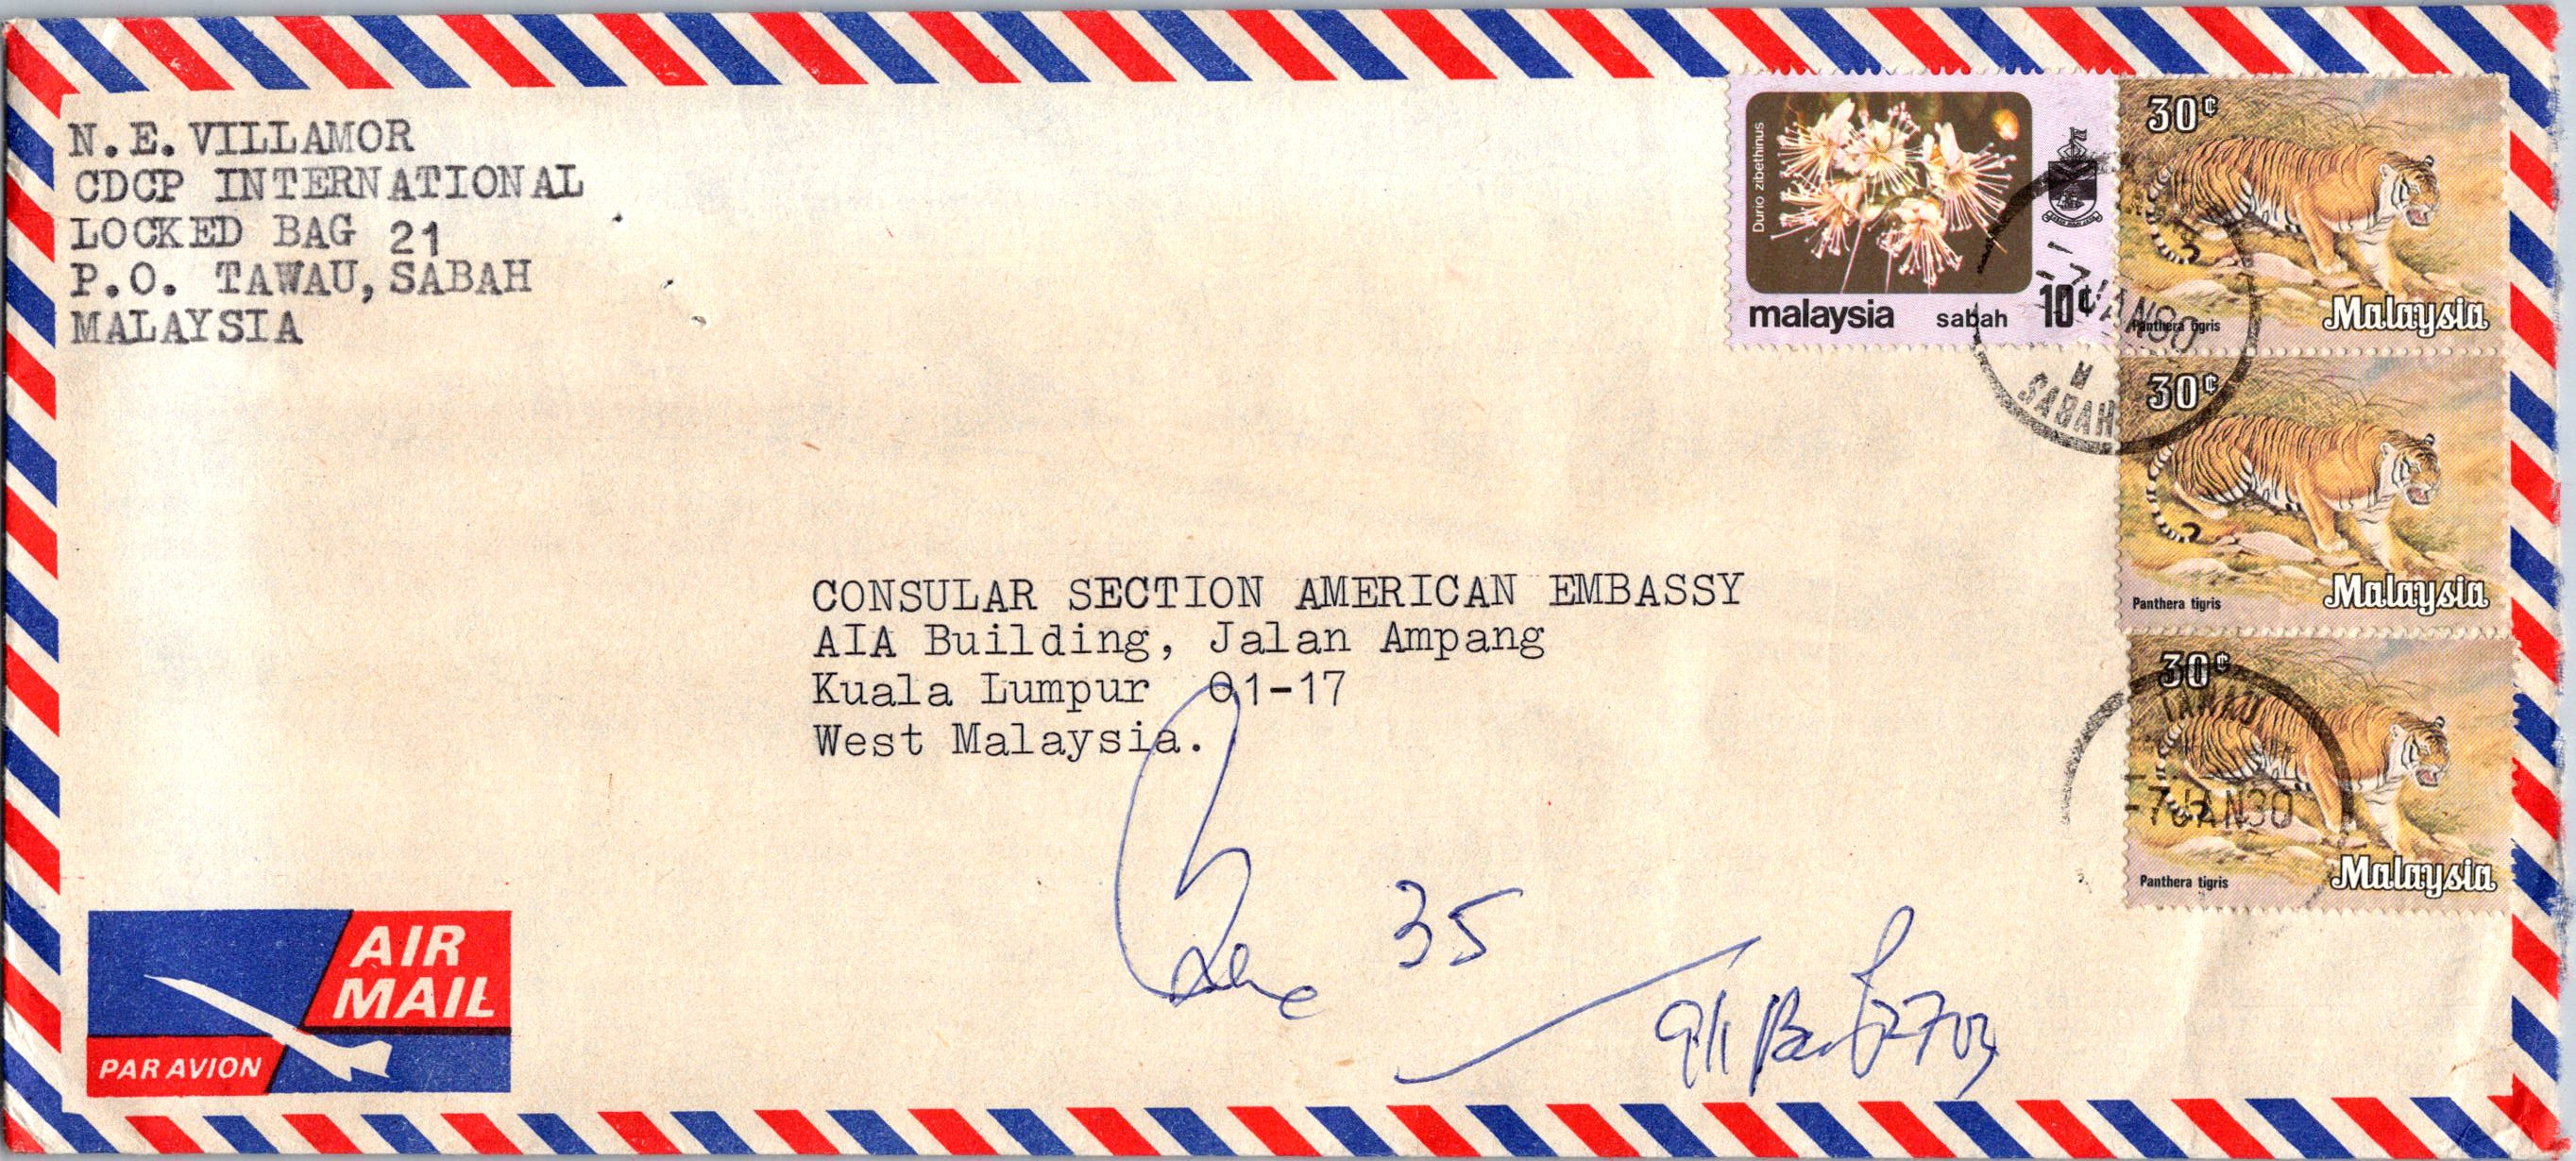 N.E. VILLAMOR
CDCP INTERNATIONAL
LOCKED BAG 21
P.O. TAWAU, SABAH
MALAYSIA
Durio zibethinus
malaysia sabah 10¢
30¢
Panthera tigris
Malaysia
30¢
Panthera tigris
Malaysia
30¢
Panthera tigris
Malaysia
-7 JAN80
SABAH
-7JAN80
CONSULAR SECTION AMERICAN EMBASSY
AIA Building, Jalan Ampang
Kuala Lumpur 01-17
West Malaysia.
35
AIR
MAIL
PAR AVION